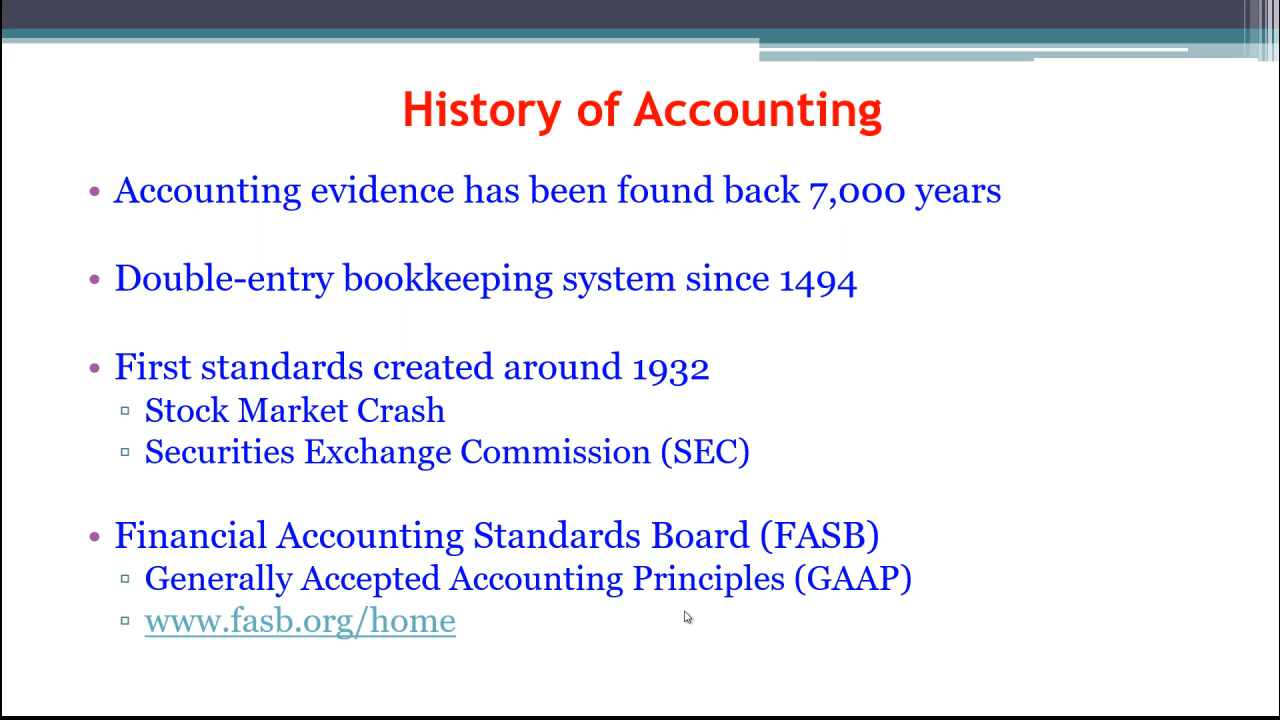 History of Accounting
• Accounting evidence has been found back 7,000 years
• Double-entry bookkeeping system since 1494
• First standards created around 1932
▫ Stock Market Crash
▫ Securities Exchange Commission (SEC)
• Financial Accounting Standards Board (FASB)
▫ Generally Accepted Accounting Principles (GAAP)
▫ www.fasb.org/home